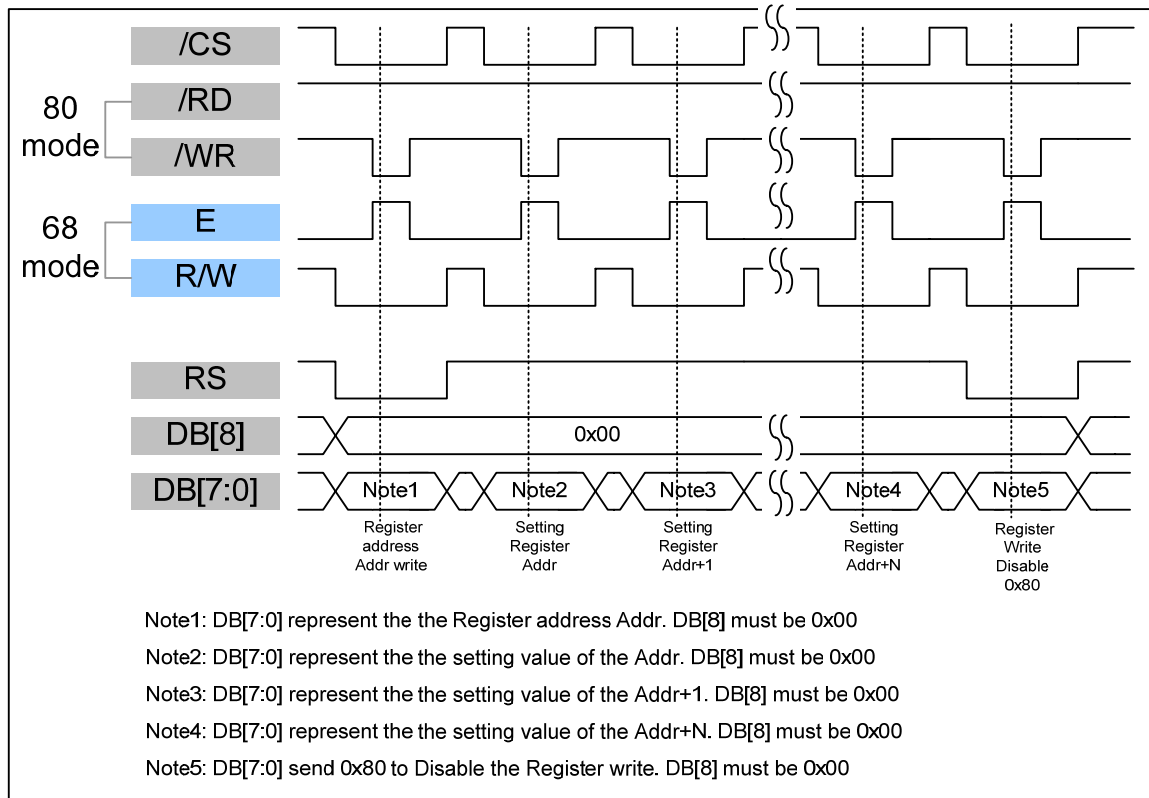 /CS
/RD
80
mode
/WR
E
68
mode
R/W
RS
DB[8]
0x00
DB[7:0]
Note1
Note2
Note3
Note4
Note5
Register
address
Addr write
Setting
Register
Addr
Setting
Register
Addr+1
Setting
Register
Addr+N
Register
Write
Disable
0x80
Note1: DB[7:0] represent the the Register address Addr. DB[8] must be 0x00
Note2: DB[7:0] represent the the setting value of the Addr. DB[8] must be 0x00
Note3: DB[7:0] represent the the setting value of the Addr+1. DB[8] must be 0x00
Note4: DB[7:0] represent the the setting value of the Addr+N. DB[8] must be 0x00
Note5: DB[7:0] send 0x80 to Disable the Register write. DB[8] must be 0x00